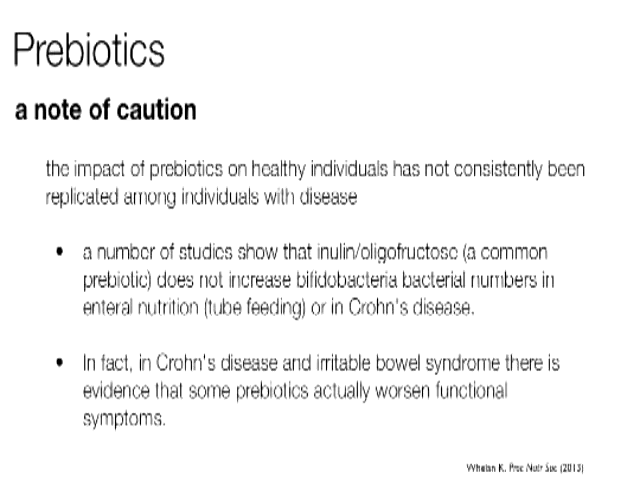 Prebiotics
a note of caution
the impact of prebiotics on healthy individuals has not consistently been
replicated among individuals with disease
• a number of studies show that inulin/oligofructose (a common
prebiotic) does not increase bifidobacteria bacterial numbers in
enteral nutrition (tube feeding) or in Crohn's disease.
• In fact, in Crohn's disease and irritable bowel syndrome there is
evidence that some prebiotics actually worsen functional
symptoms.
Whelan K. Proc Nutr Soc (2013)